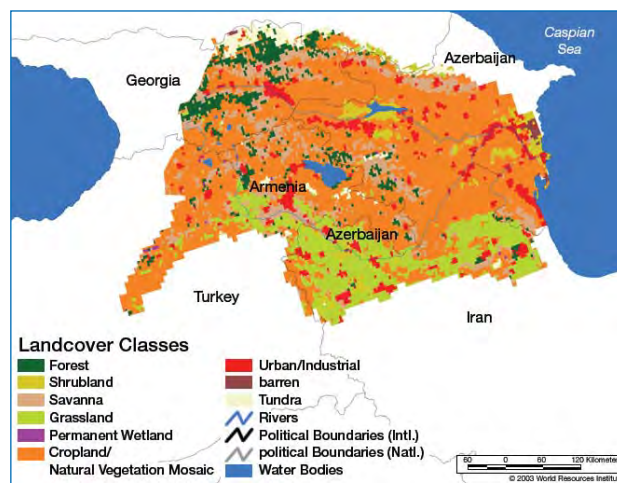 Caspian
Sea
Azerbaijan
Georgia
Armenia
Azerbaijan
Turkey
Iran
Landcover Classes
Forest
Shrubland
Savanna
Grassland
Permanent Wetland
Cropland/
Natural Vegetation Mosaic
Urban/Industrial
barren
Tundra
Rivers
Political Boundaries (Intl.)
political Boundaries (Natl.)
Water Bodies
60 0 60 120 Kilometers
© 2003 World Resources Institu